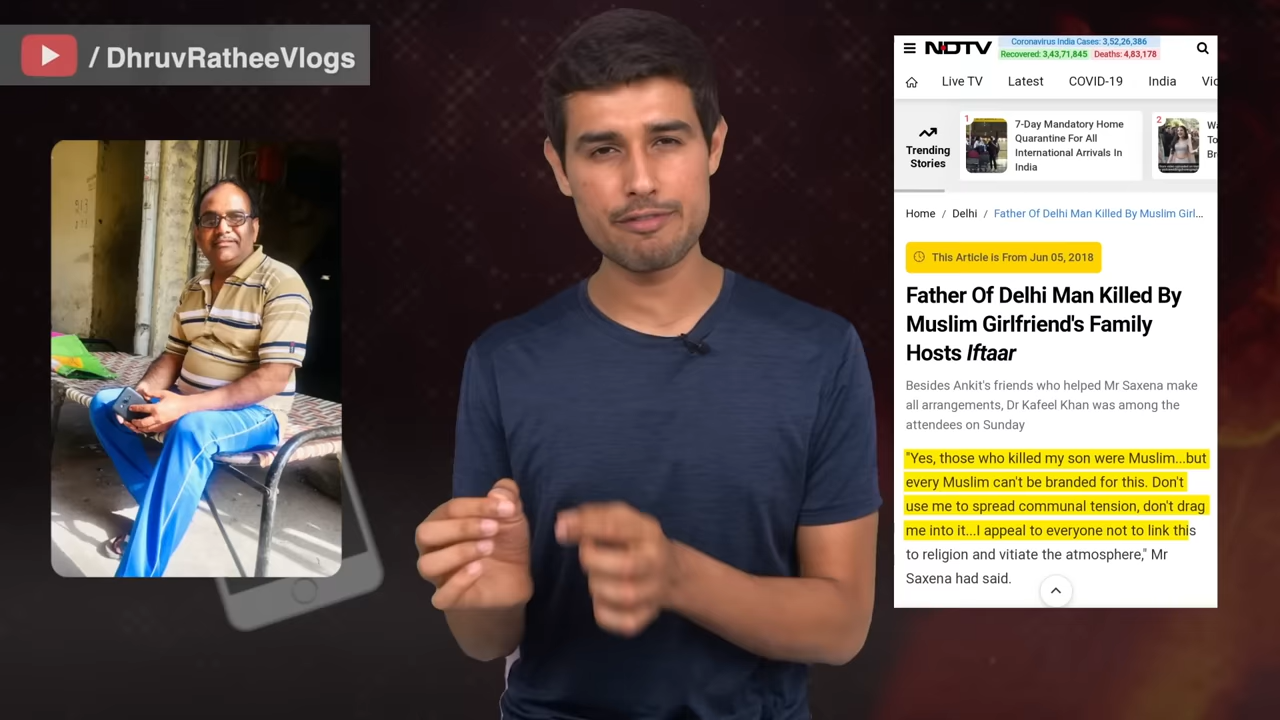 / DhruvRatheeVlogs
NDTV
Coronavirus India Cases: 3,52,26,386
Recovered: 3,43,71,845 Deaths: 4,83,178
Live TV Latest COVID-19 India
Trending
Stories
1
7-Day Mandatory Home
Quarantine For All
International Arrivals In
India
2
Home / Delhi / Father Of Delhi Man Killed By Muslim Girl...
This Article is From Jun 05, 2018
Father Of Delhi Man Killed By
Muslim Girlfriend's Family
Hosts Iftaar
Besides Ankit's friends who helped Mr Saxena make
all arrangements, Dr Kafeel Khan was among the
attendees on Sunday
"Yes, those who killed my son were Muslim...but
every Muslim can't be branded for this. Don't
use me to spread communal tension, don't drag
me into it...I appeal to everyone not to link this
to religion and vitiate the atmosphere," Mr
Saxena had said.